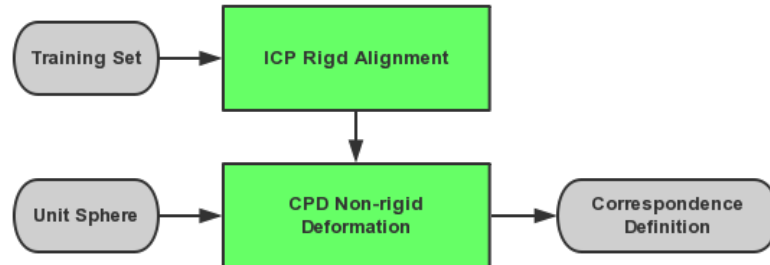 Training Set
ICP Rigd Alignment
Unit Sphere
CPD Non-rigid
Deformation
Correspondence
Definition